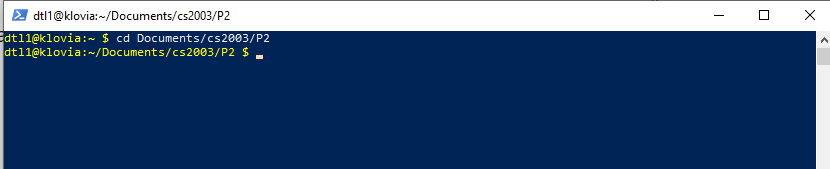 dtl1@klovia:~/Documents/cs2003/P2
dtl1@klovia:~ $ cd Documents/cs2003/P2
dtl1@klovia:~/Documents/cs2003/P2 $